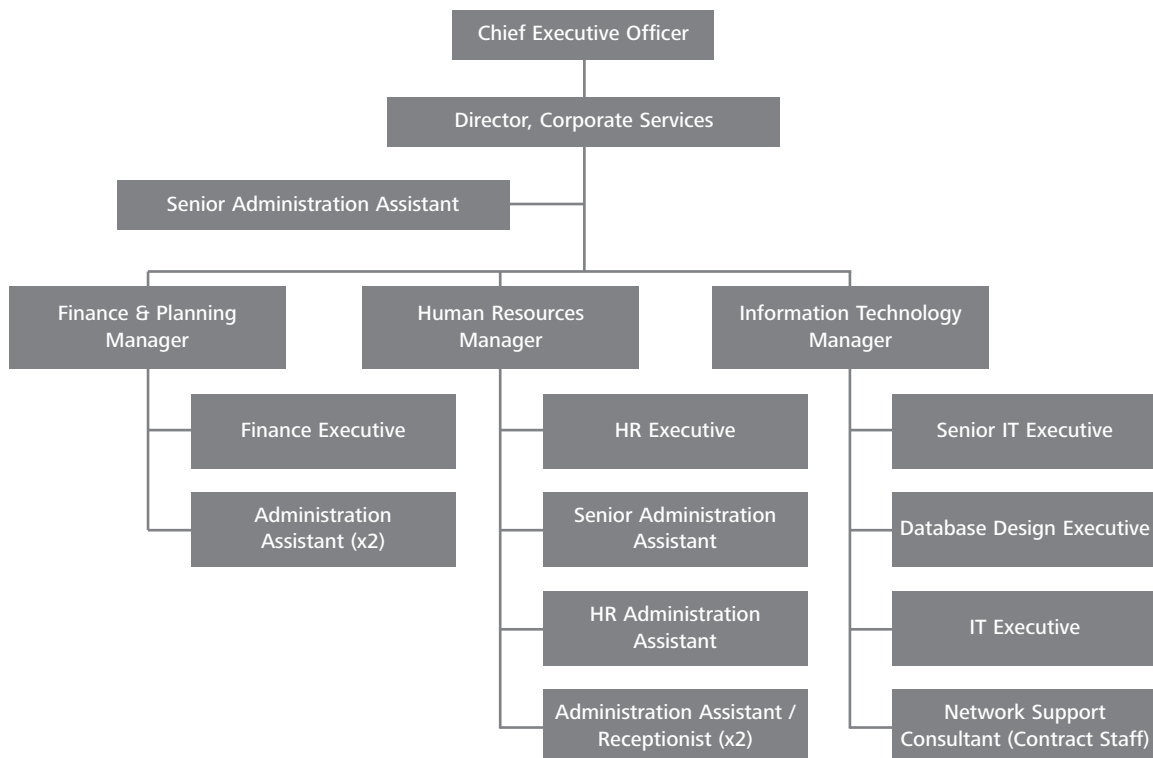 Chief Executive Officer
Director, Corporate Services
Senior Administration Assistant
Finance & Planning
Manager
Human Resources
Manager
Information Technology
Manager
Finance Executive
Administration
Assistant (x2)
HR Executive
Senior Administration
Assistant
HR Administration
Assistant
Administration Assistant /
Receptionist (x2)
Senior IT Executive
Database Design Executive
IT Executive
Network Support
Consultant (Contract Staff)